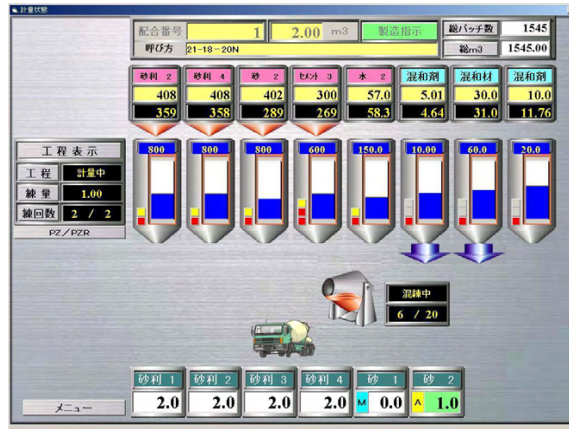 計量状態
配合番号 1 2.00 m3 製造指示 総バッチ数 1545
呼び方 21-18-20N 総m3 1545.00
砂利 2 砂利 4 砂 2 セメント 3 水 2 混和剤 混和材 混和剤
408 408 402 300 57.0 5.01 30.0 10.0
359 358 289 269 58.3 4.64 31.0 11.76
800 800 800 600 150.0 10.00 60.0 20.0
工程表示
工程 計量中
練量 1.00
練回数 2 / 2
PZ/PZR
混練中
6 / 20
砂利 1 砂利 2 砂利 3 砂利 4 砂 1 砂 2
2.0 2.0 2.0 2.0 M 0.0 A 1.0
メニュー